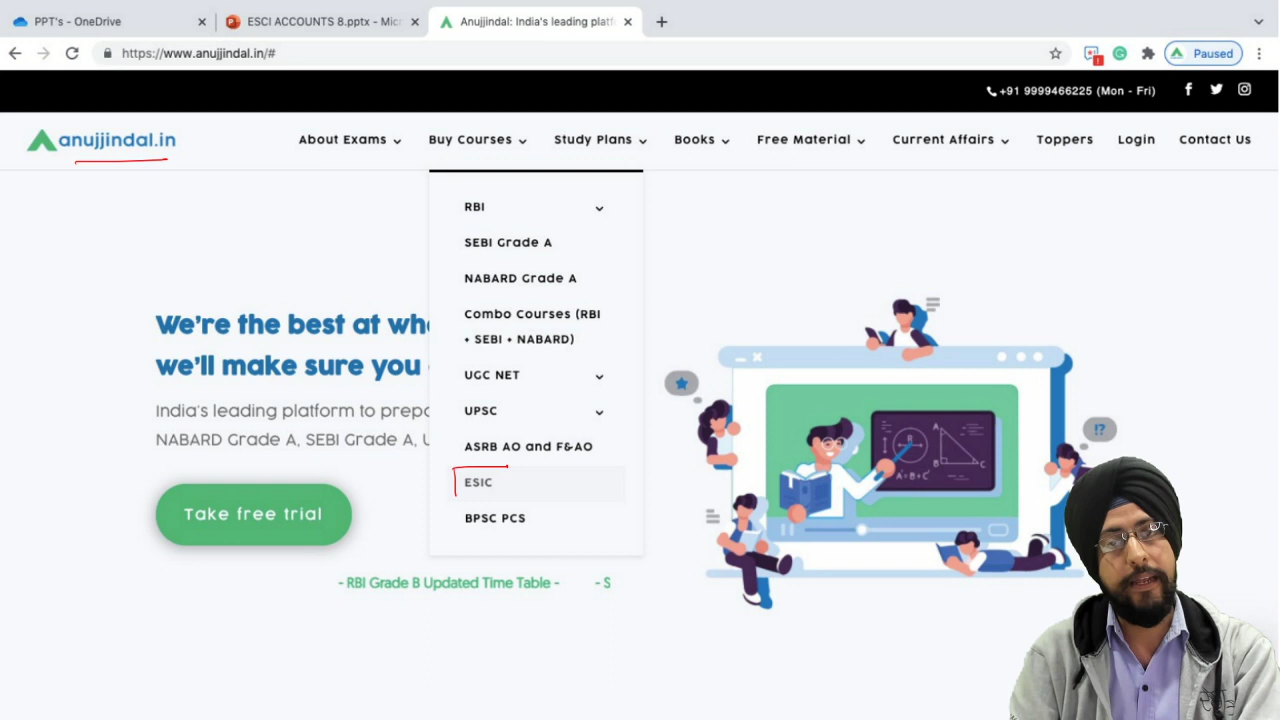 PPT's - OneDrive
ESCI ACCOUNTS 8.pptx - Mic
Anujjindal: India's leading platf
https://www.anujjindal.in/#
Paused
+91 9999466225 (Mon - Fri)
anujjindal.in
About Exams
Buy Courses
Study Plans
Books
Free Material
Current Affairs
Toppers
Login
Contact Us
RBI
SEBI Grade A
NABARD Grade A
Combo Courses (RBI
+ SEBI + NABARD)
UGC NET
UPSC
ASRB AO and F&AO
ESIC
BPSC PCS
We're the best at wh
we'll make sure you
India's leading platform to prep
NABARD Grade A, SEBI Grade A, U
Take free trial
- RBI Grade B Updated Time Table -
- S
R
A
B
C
A²+B²=C²
!?